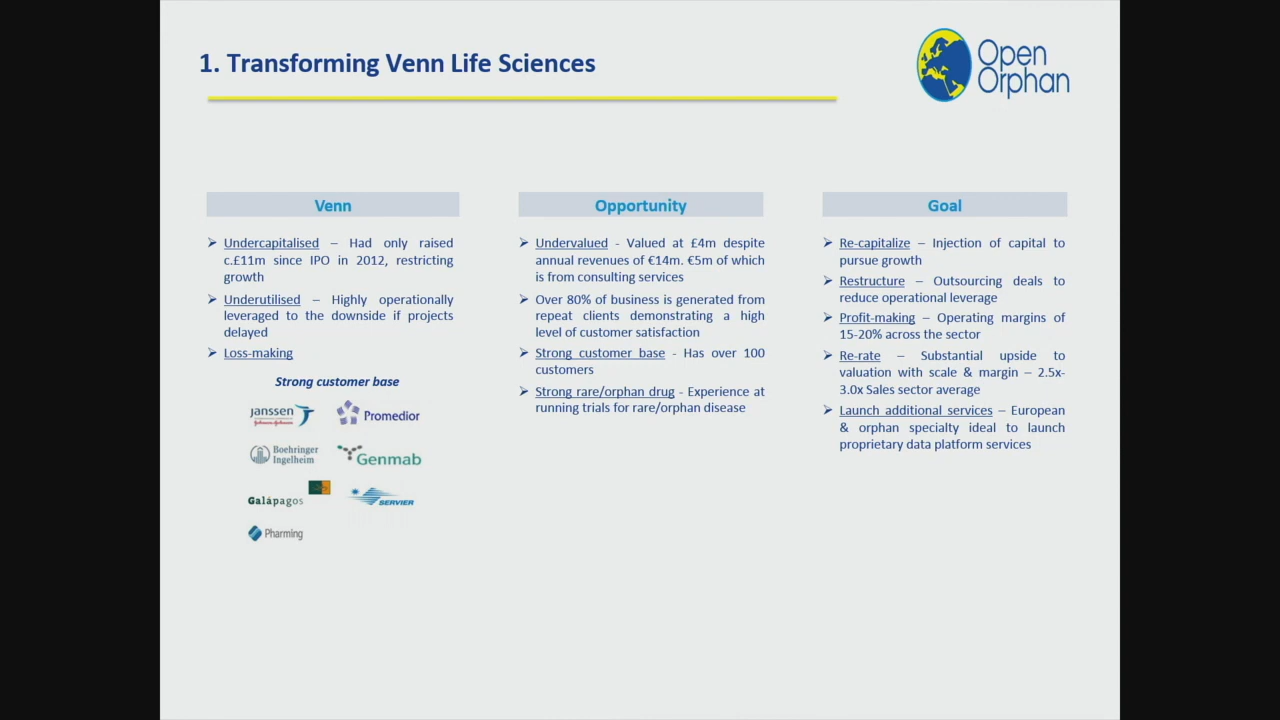 1. Transforming Venn Life Sciences
Open
Orphan
Venn
➢ Undercapitalised – Had only raised
c.£11m since IPO in 2012, restricting
growth
➢ Underutilised – Highly operationally
leveraged to the downside if projects
delayed
➢ Loss-making
Strong customer base
janssen
Johnson & Johnson
Promedior
Boehringer
Ingelheim
Genmab
Galápagos
SERVIER
Pharming
Opportunity
➢ Undervalued - Valued at £4m despite
annual revenues of €14m. €5m of which
is from consulting services
➢ Over 80% of business is generated from
repeat clients demonstrating a high
level of customer satisfaction
➢ Strong customer base - Has over 100
customers
➢ Strong rare/orphan drug - Experience at
running trials for rare/orphan disease
Goal
➢ Re-capitalize – Injection of capital to
pursue growth
➢ Restructure – Outsourcing deals to
reduce operational leverage
➢ Profit-making – Operating margins of
15-20% across the sector
➢ Re-rate – Substantial upside to
valuation with scale & margin – 2.5x-
3.0x Sales sector average
➢ Launch additional services – European
& orphan specialty ideal to launch
proprietary data platform services